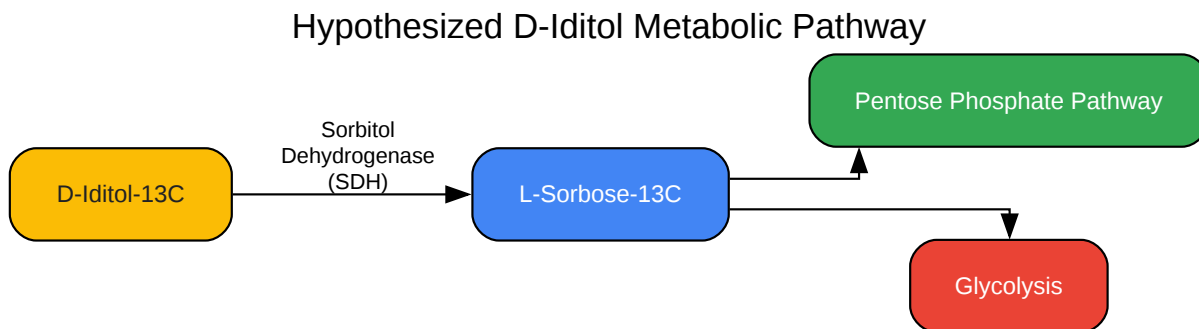 Hypothesized D-Iditol Metabolic Pathway
Pentose Phosphate Pathway
Sorbitol
Dehydrogenase
(SDH)
D-Iditol-13C
L-Sorbose-13C
Glycolysis